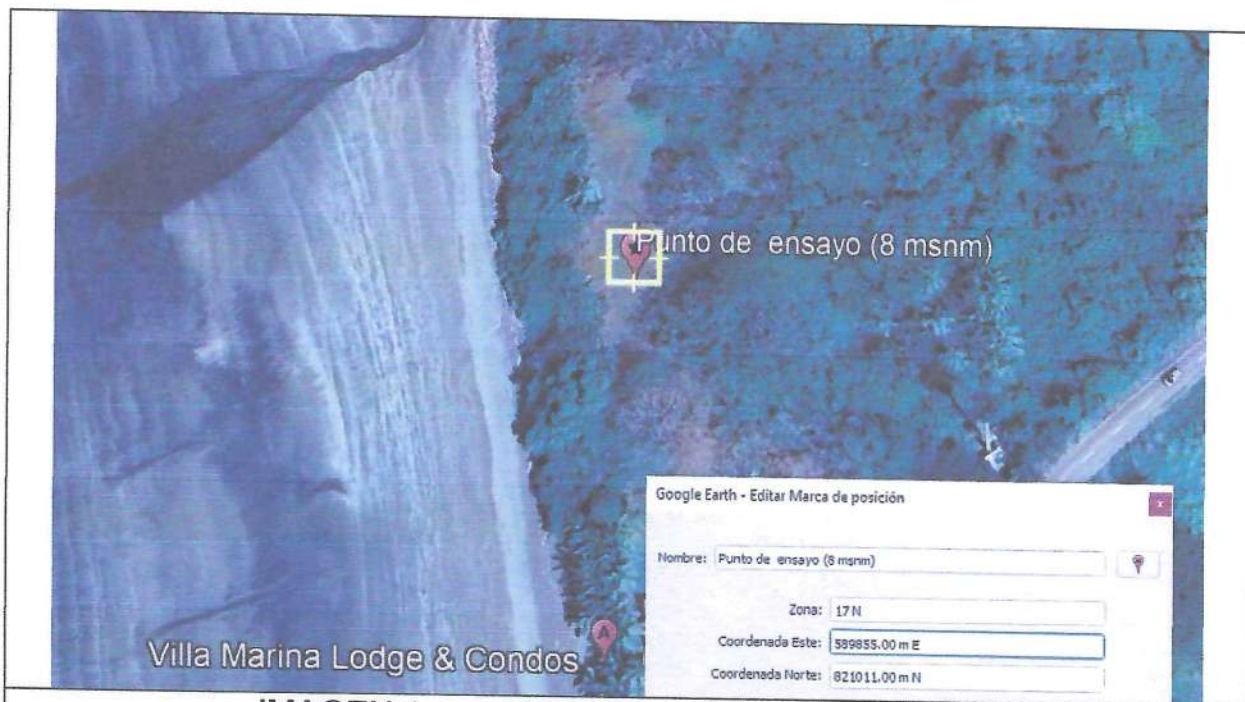 Punto de ensayo (8 msnm)
Google Earth - Editar Marca de posición
Nombre: Punto de ensayo (8 msnm)
Zona: 17 N
Coordenada Este: 589855.00 m E
Coordenada Norte: 821011.00 m N
A
Villa Marina Lodge & Condos